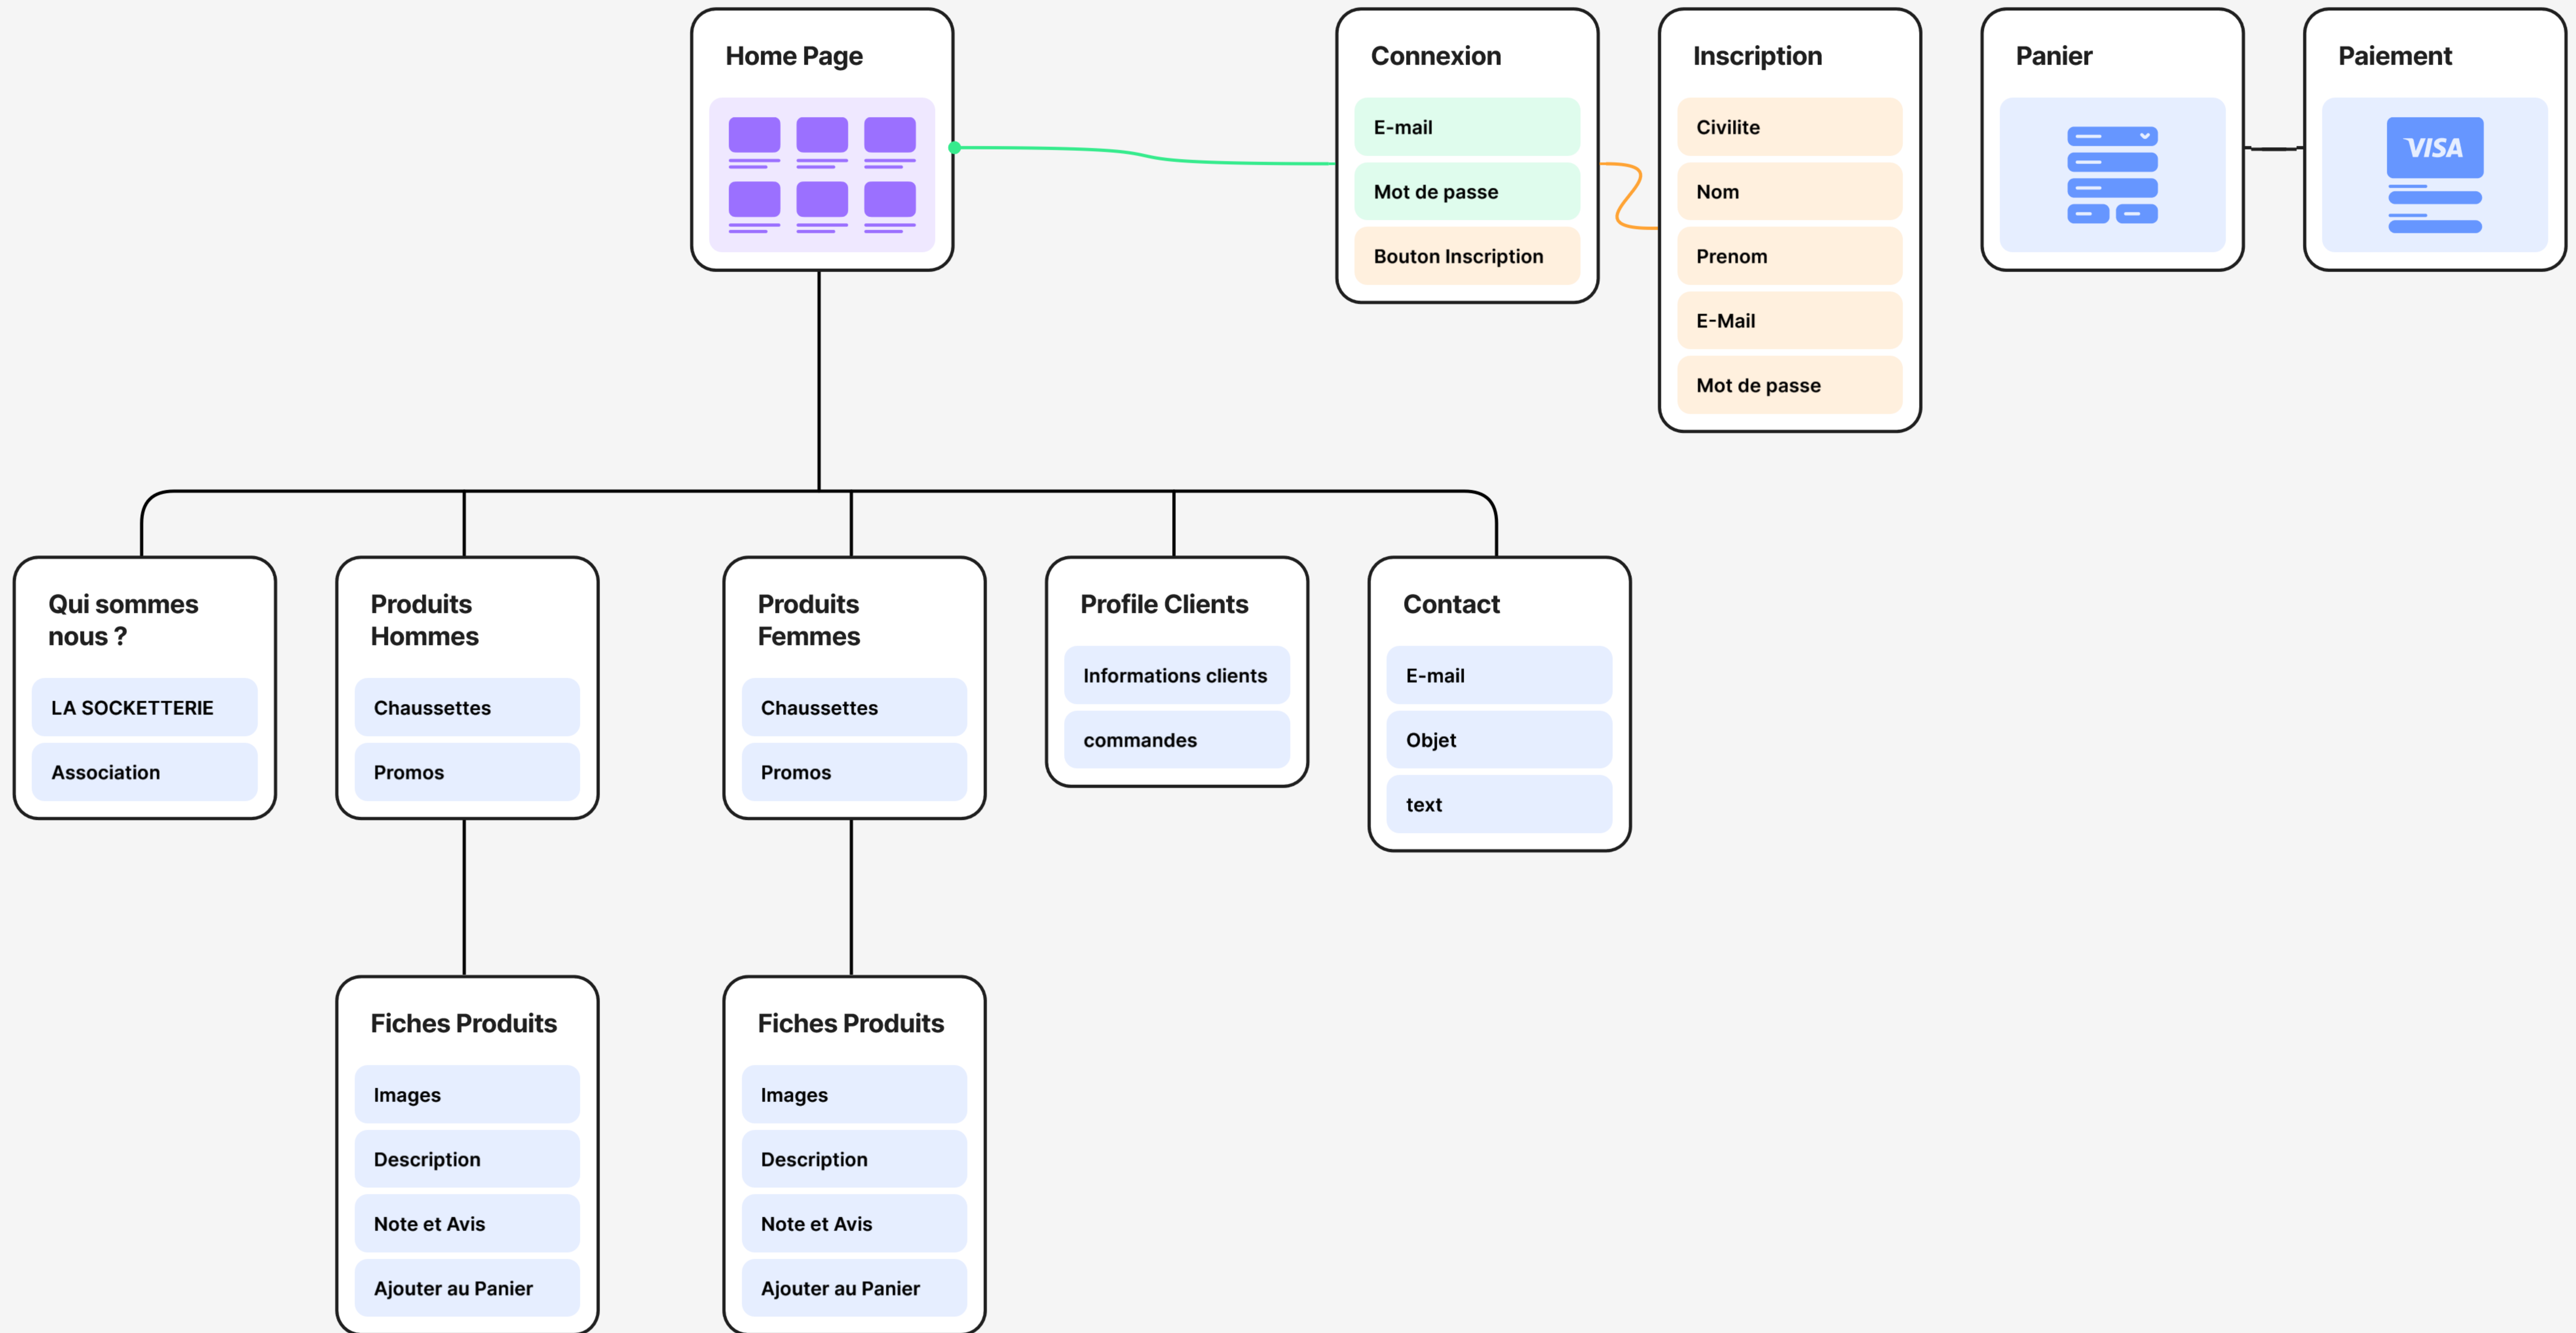 Home Page
Connexion
E-mail
Mot de passe
Bouton Inscription
Inscription
Civilite
Nom
Prenom
E-Mail
Mot de passe
Panier
Paiement
VISA
Qui sommes
nous ?
LA SOCKETTERIE
Association
Produits
Hommes
Chaussettes
Promos
Produits
Femmes
Chaussettes
Promos
Profile Clients
Informations clients
commandes
Contact
E-mail
Objet
text
Fiches Produits
Images
Description
Note et Avis
Ajouter au Panier
Fiches Produits
Images
Description
Note et Avis
Ajouter au Panier